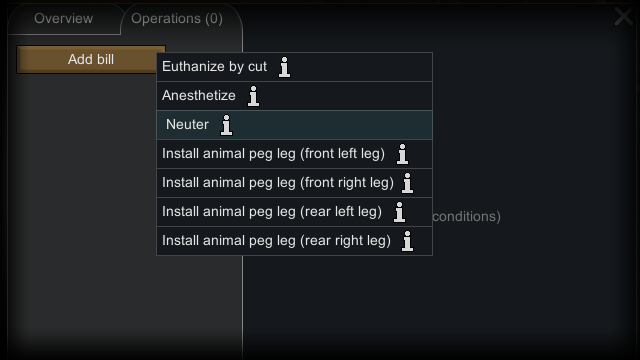 Overview
Operations (0)
Add bill
Euthanize by cut
Anesthetize
Neuter
Install animal peg leg (front left leg)
Install animal peg leg (front right leg)
Install animal peg leg (rear left leg)
conditions)
Install animal peg leg (rear right leg)